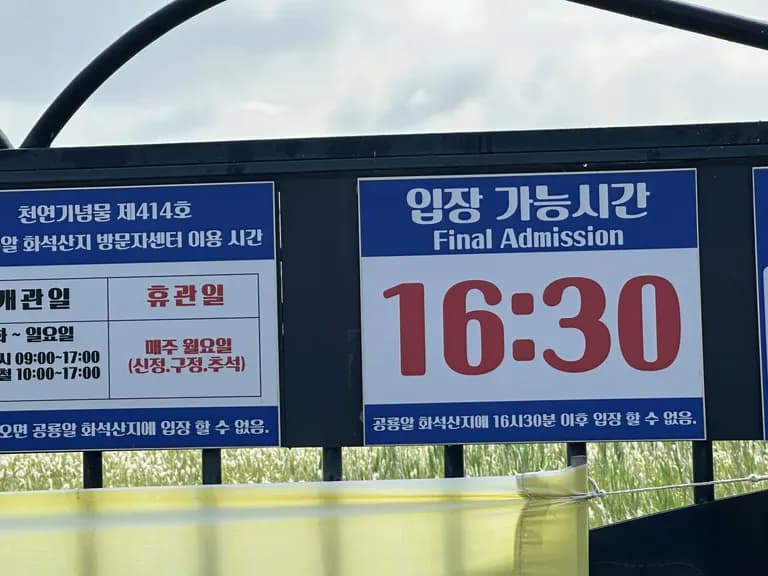 천연기념물 제414호
알 화석산지 방문자센터 이용 시간
개관일
휴관일
~ 일요일
시 09:00~17:00
철 10:00~17:00
매주 월요일
(신정.구정.추석)
오면 공룡알 화석산지에 입장 할 수 없음.
입장 가능시간
Final Admission
16:30
공룡알 화석산지에 16시30분 이후 입장 할 수 없음.